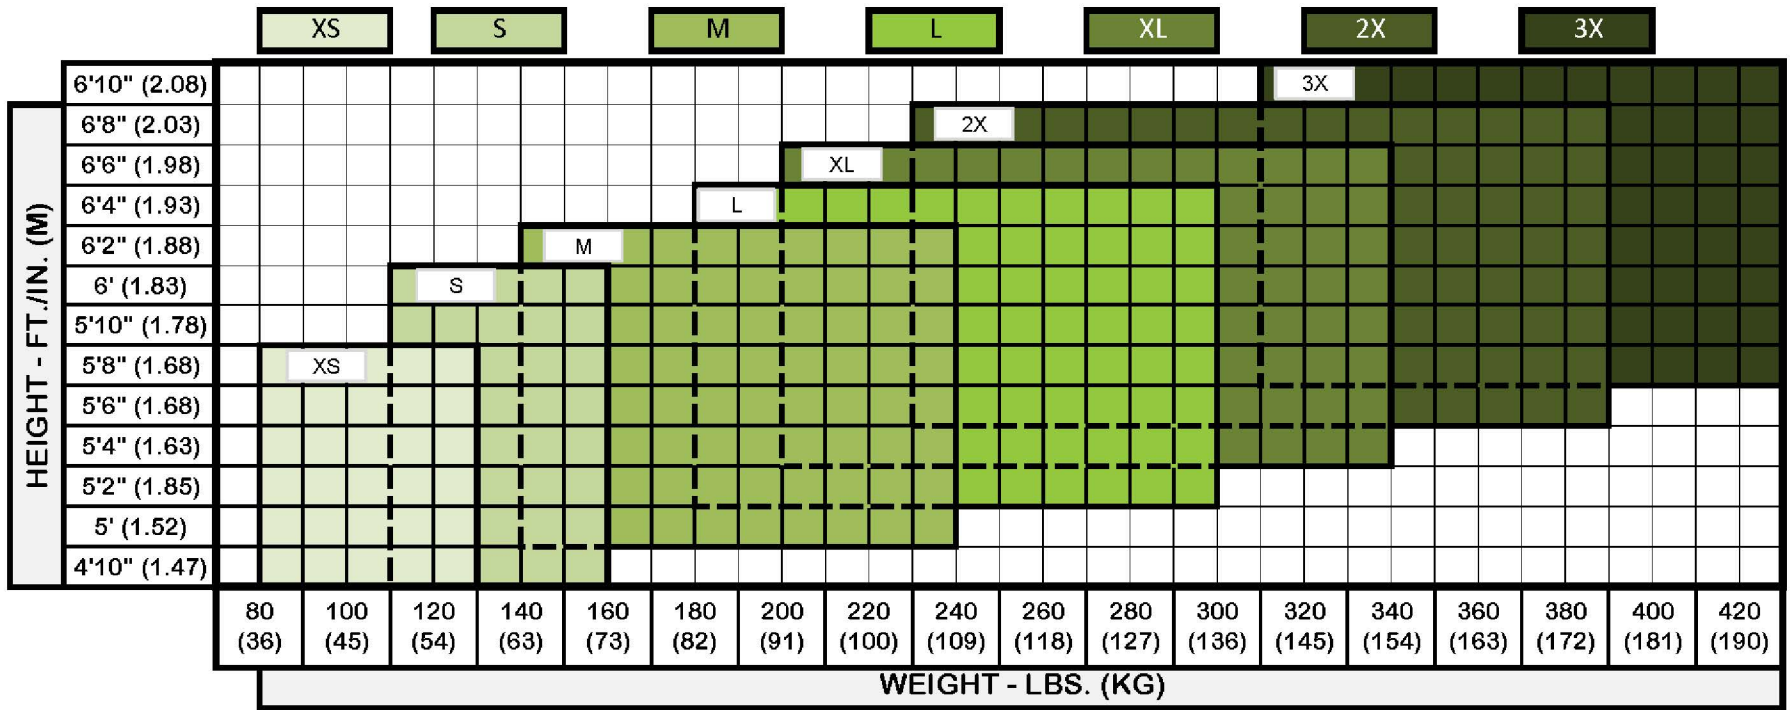 XS S M L XL 2X 3X
6'10" (2.08) 3X
6'8" (2.03) 2X
6'6" (1.98) XL
6'4" (1.93) L
6'2" (1.88) M
6' (1.83) S
5'10" (1.78)
5'8" (1.68) XS
5'6" (1.68)
5'4" (1.63)
5'2" (1.85)
5' (1.52)
4'10" (1.47)
HEIGHT - FT./IN. (M)
80 100 120 140 160 180 200 220 240 260 280 300 320 340 360 380 400 420
(36) (45) (54) (63) (73) (82) (91) (100) (109) (118) (127) (136) (145) (154) (163) (172) (181) (190)
WEIGHT - LBS. (KG)